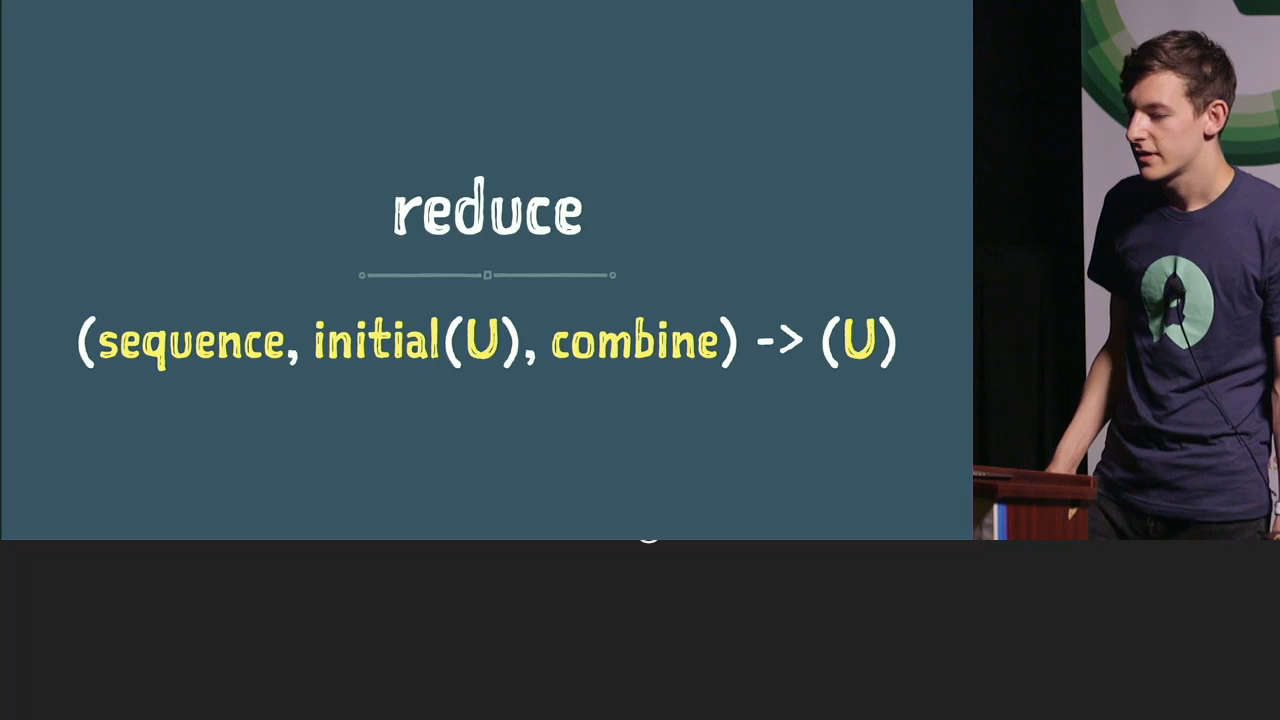 reduce
(sequence, initial(U), combine) -> (U)